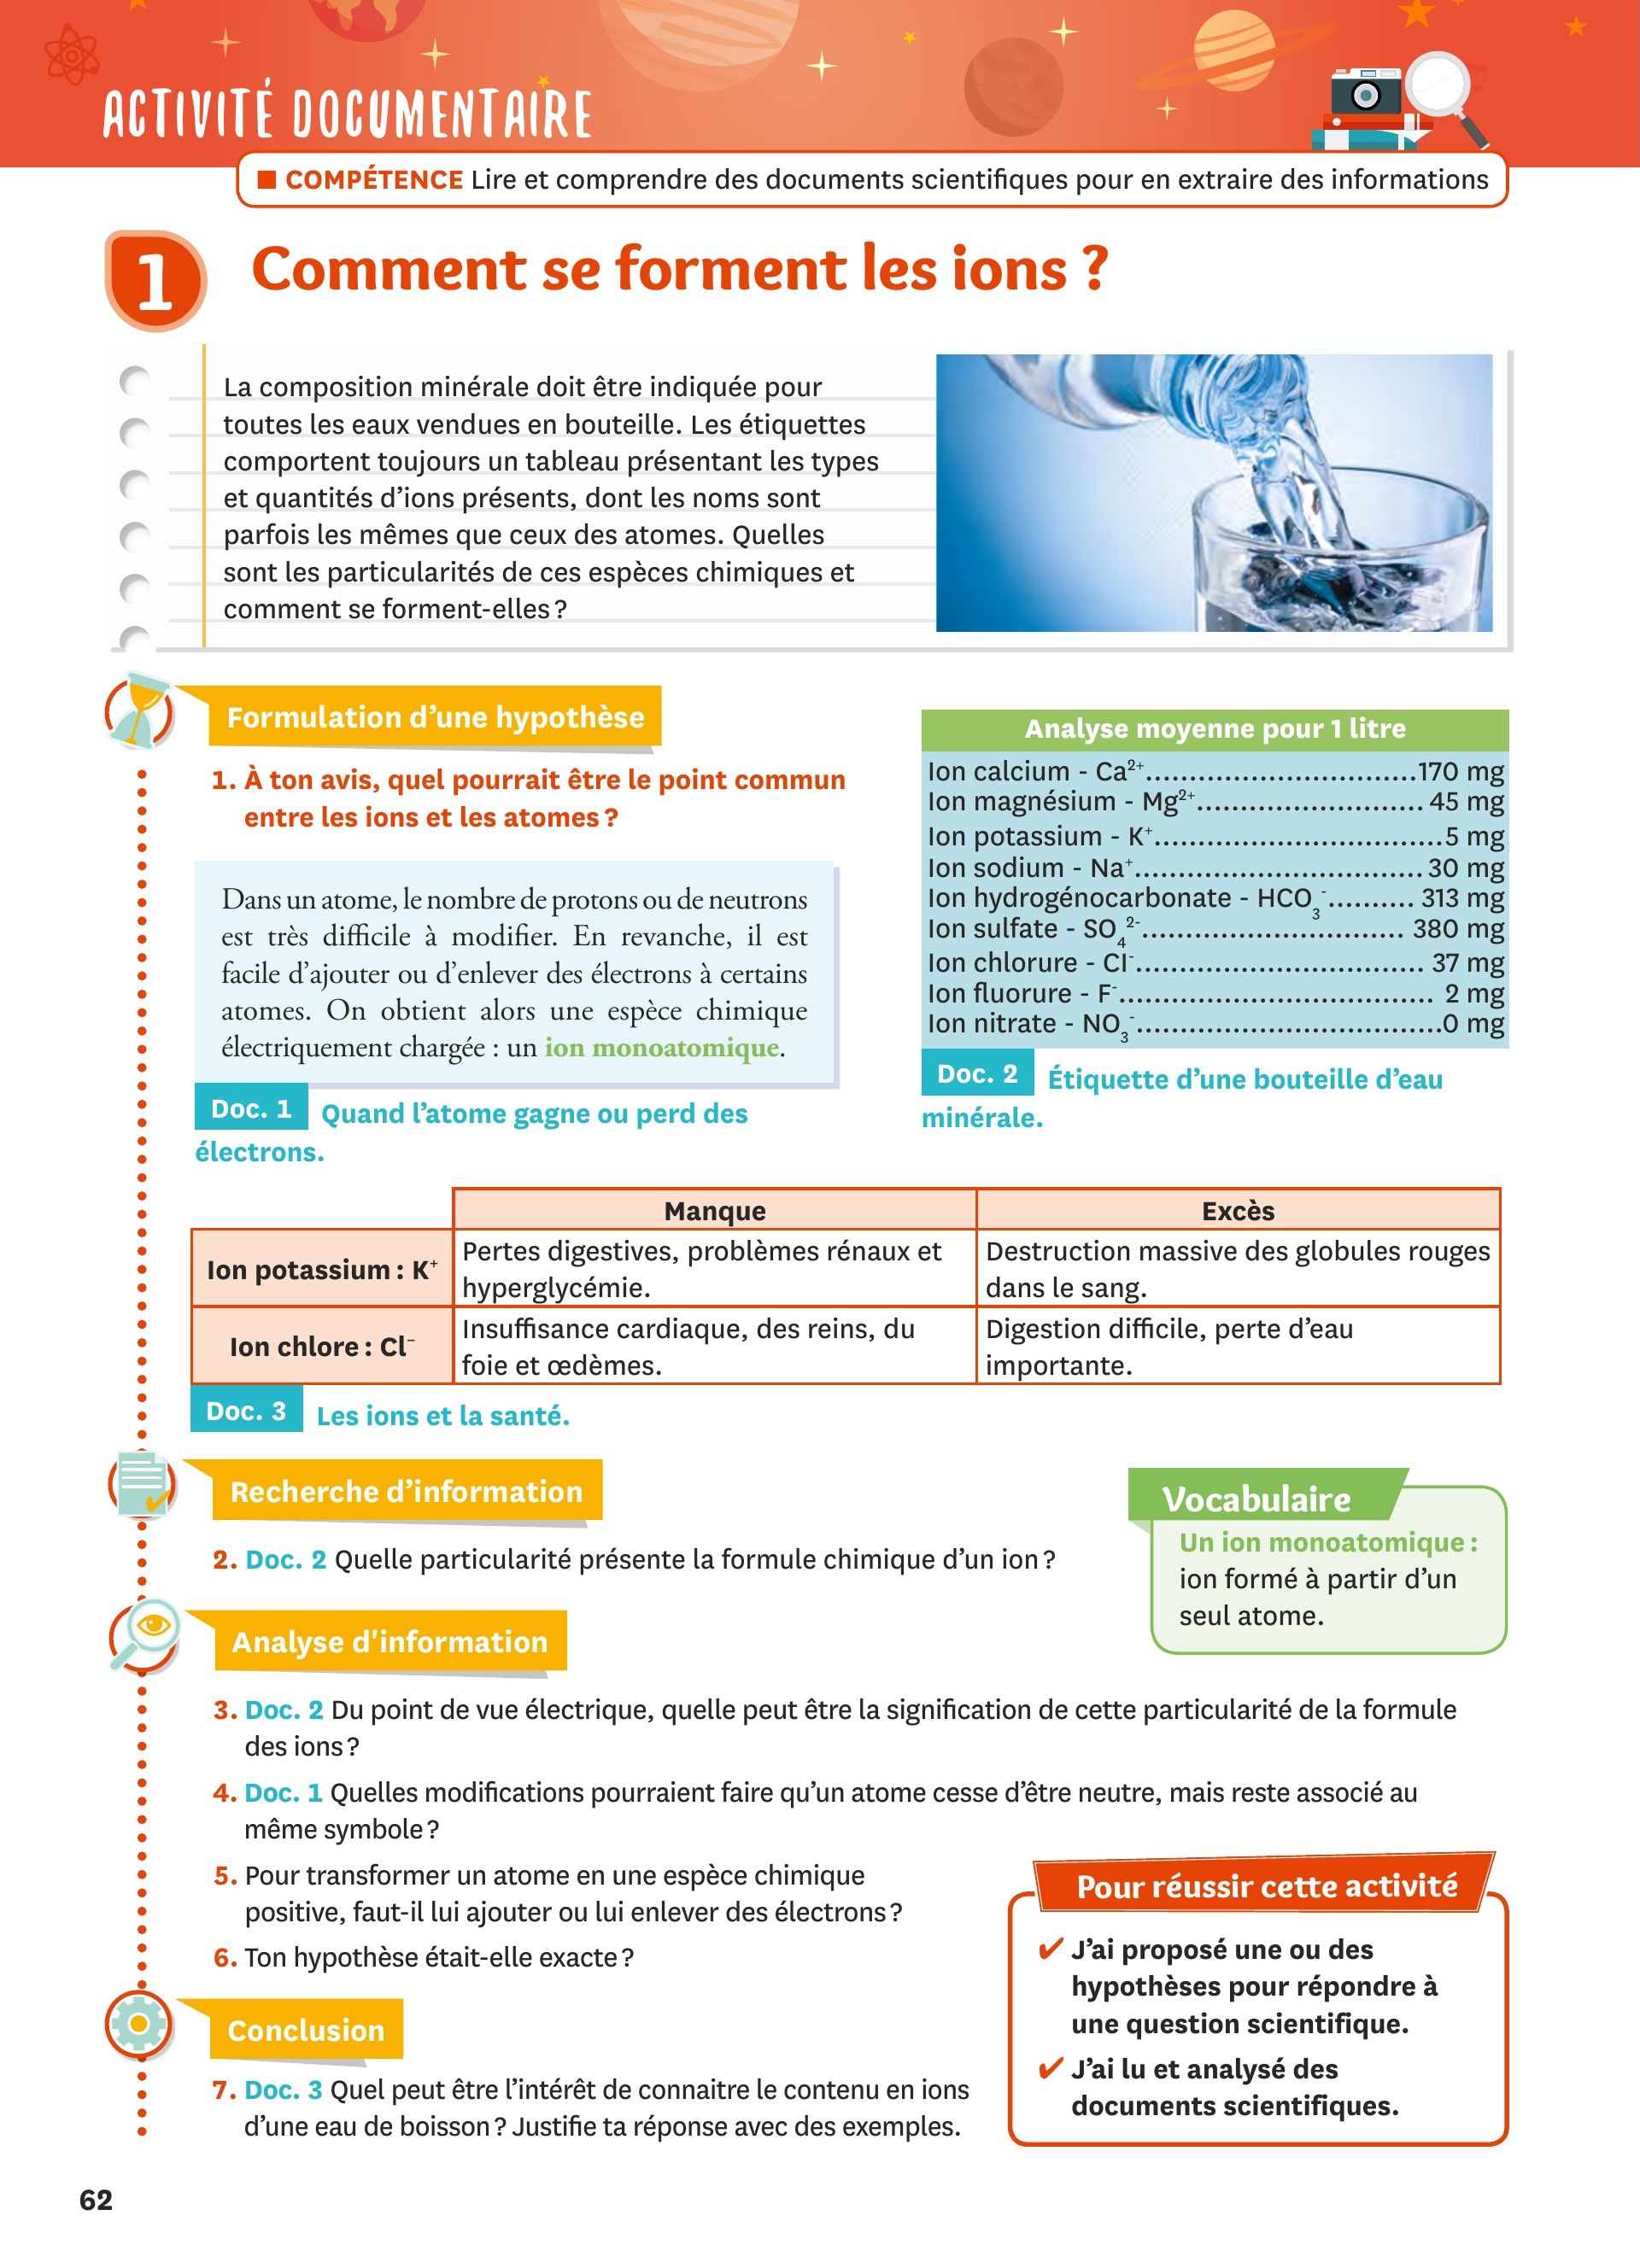 ACTIVITÉ DOCUMENTAIRE
■ COMPÉTENCE Lire et comprendre des documents scientifiques pour en extraire des informations
1 Comment se forment les ions ?
La composition minérale doit être indiquée pour
toutes les eaux vendues en bouteille. Les étiquettes
comportent toujours un tableau présentant les types
et quantités d’ions présents, dont les noms sont
parfois les mêmes que ceux des atomes. Quelles
sont les particularités de ces espèces chimiques et
comment se forment-elles ?
Formulation d’une hypothèse
1. À ton avis, quel pourrait être le point commun
entre les ions et les atomes ?
Dans un atome, le nombre de protons ou de neutrons
est très difficile à modifier. En revanche, il est
facile d’ajouter ou d’enlever des électrons à certains
atomes. On obtient alors une espèce chimique
électriquement chargée : un ion monoatomique.
Doc. 1 Quand l’atome gagne ou perd des
électrons.
Analyse moyenne pour 1 litre
Ion calcium - Ca²⁺................................170 mg
Ion magnésium - Mg²⁺........................... 45 mg
Ion potassium - K⁺..................................5 mg
Ion sodium - Na⁺.................................. 30 mg
Ion hydrogénocarbonate - HCO₃⁻.......... 313 mg
Ion sulfate - SO₄²⁻............................... 380 mg
Ion chlorure - Cl⁻.................................. 37 mg
Ion fluorure - F⁻..................................... 2 mg
Ion nitrate - NO₃⁻....................................0 mg
Doc. 2 Étiquette d’une bouteille d’eau
minérale.
Manque Excès
Ion potassium : K⁺
Pertes digestives, problèmes rénaux et
hyperglycémie.
Destruction massive des globules rouges
dans le sang.
Ion chlore : Cl⁻
Insuffisance cardiaque, des reins, du
foie et œdèmes.
Digestion difficile, perte d’eau
importante.
Doc. 3 Les ions et la santé.
Recherche d’information
2. Doc. 2 Quelle particularité présente la formule chimique d’un ion ?
Vocabulaire
Un ion monoatomique :
ion formé à partir d’un
seul atome.
Analyse d'information
3. Doc. 2 Du point de vue électrique, quelle peut être la signification de cette particularité de la formule
des ions ?
4. Doc. 1 Quelles modifications pourraient faire qu’un atome cesse d’être neutre, mais reste associé au
même symbole ?
5. Pour transformer un atome en une espèce chimique
positive, faut-il lui ajouter ou lui enlever des électrons ?
6. Ton hypothèse était-elle exacte ?
Conclusion
7. Doc. 3 Quel peut être l’intérêt de connaitre le contenu en ions
d’une eau de boisson ? Justifie ta réponse avec des exemples.
Pour réussir cette activité
✔ J’ai proposé une ou des
hypothèses pour répondre à
une question scientifique.
✔ J’ai lu et analysé des
documents scientifiques.
62